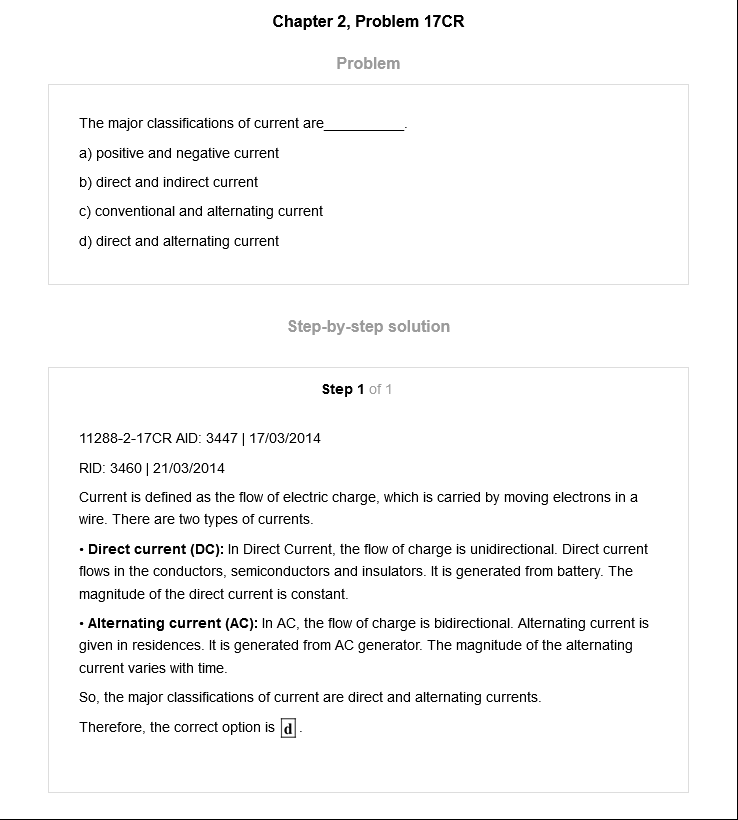 Chapter 2, Problem 17CR
Problem
The major classifications of current are__________.
a) positive and negative current
b) direct and indirect current
c) conventional and alternating current
d) direct and alternating current
Step-by-step solution
Step 1 of 1
11288-2-17CR AID: 3447 | 17/03/2014
RID: 3460 | 21/03/2014
Current is defined as the flow of electric charge, which is carried by moving electrons in a
wire. There are two types of currents.
• Direct current (DC): In Direct Current, the flow of charge is unidirectional. Direct current
flows in the conductors, semiconductors and insulators. It is generated from battery. The
magnitude of the direct current is constant.
• Alternating current (AC): In AC, the flow of charge is bidirectional. Alternating current is
given in residences. It is generated from AC generator. The magnitude of the alternating
current varies with time.
So, the major classifications of current are direct and alternating currents.
Therefore, the correct option is d.